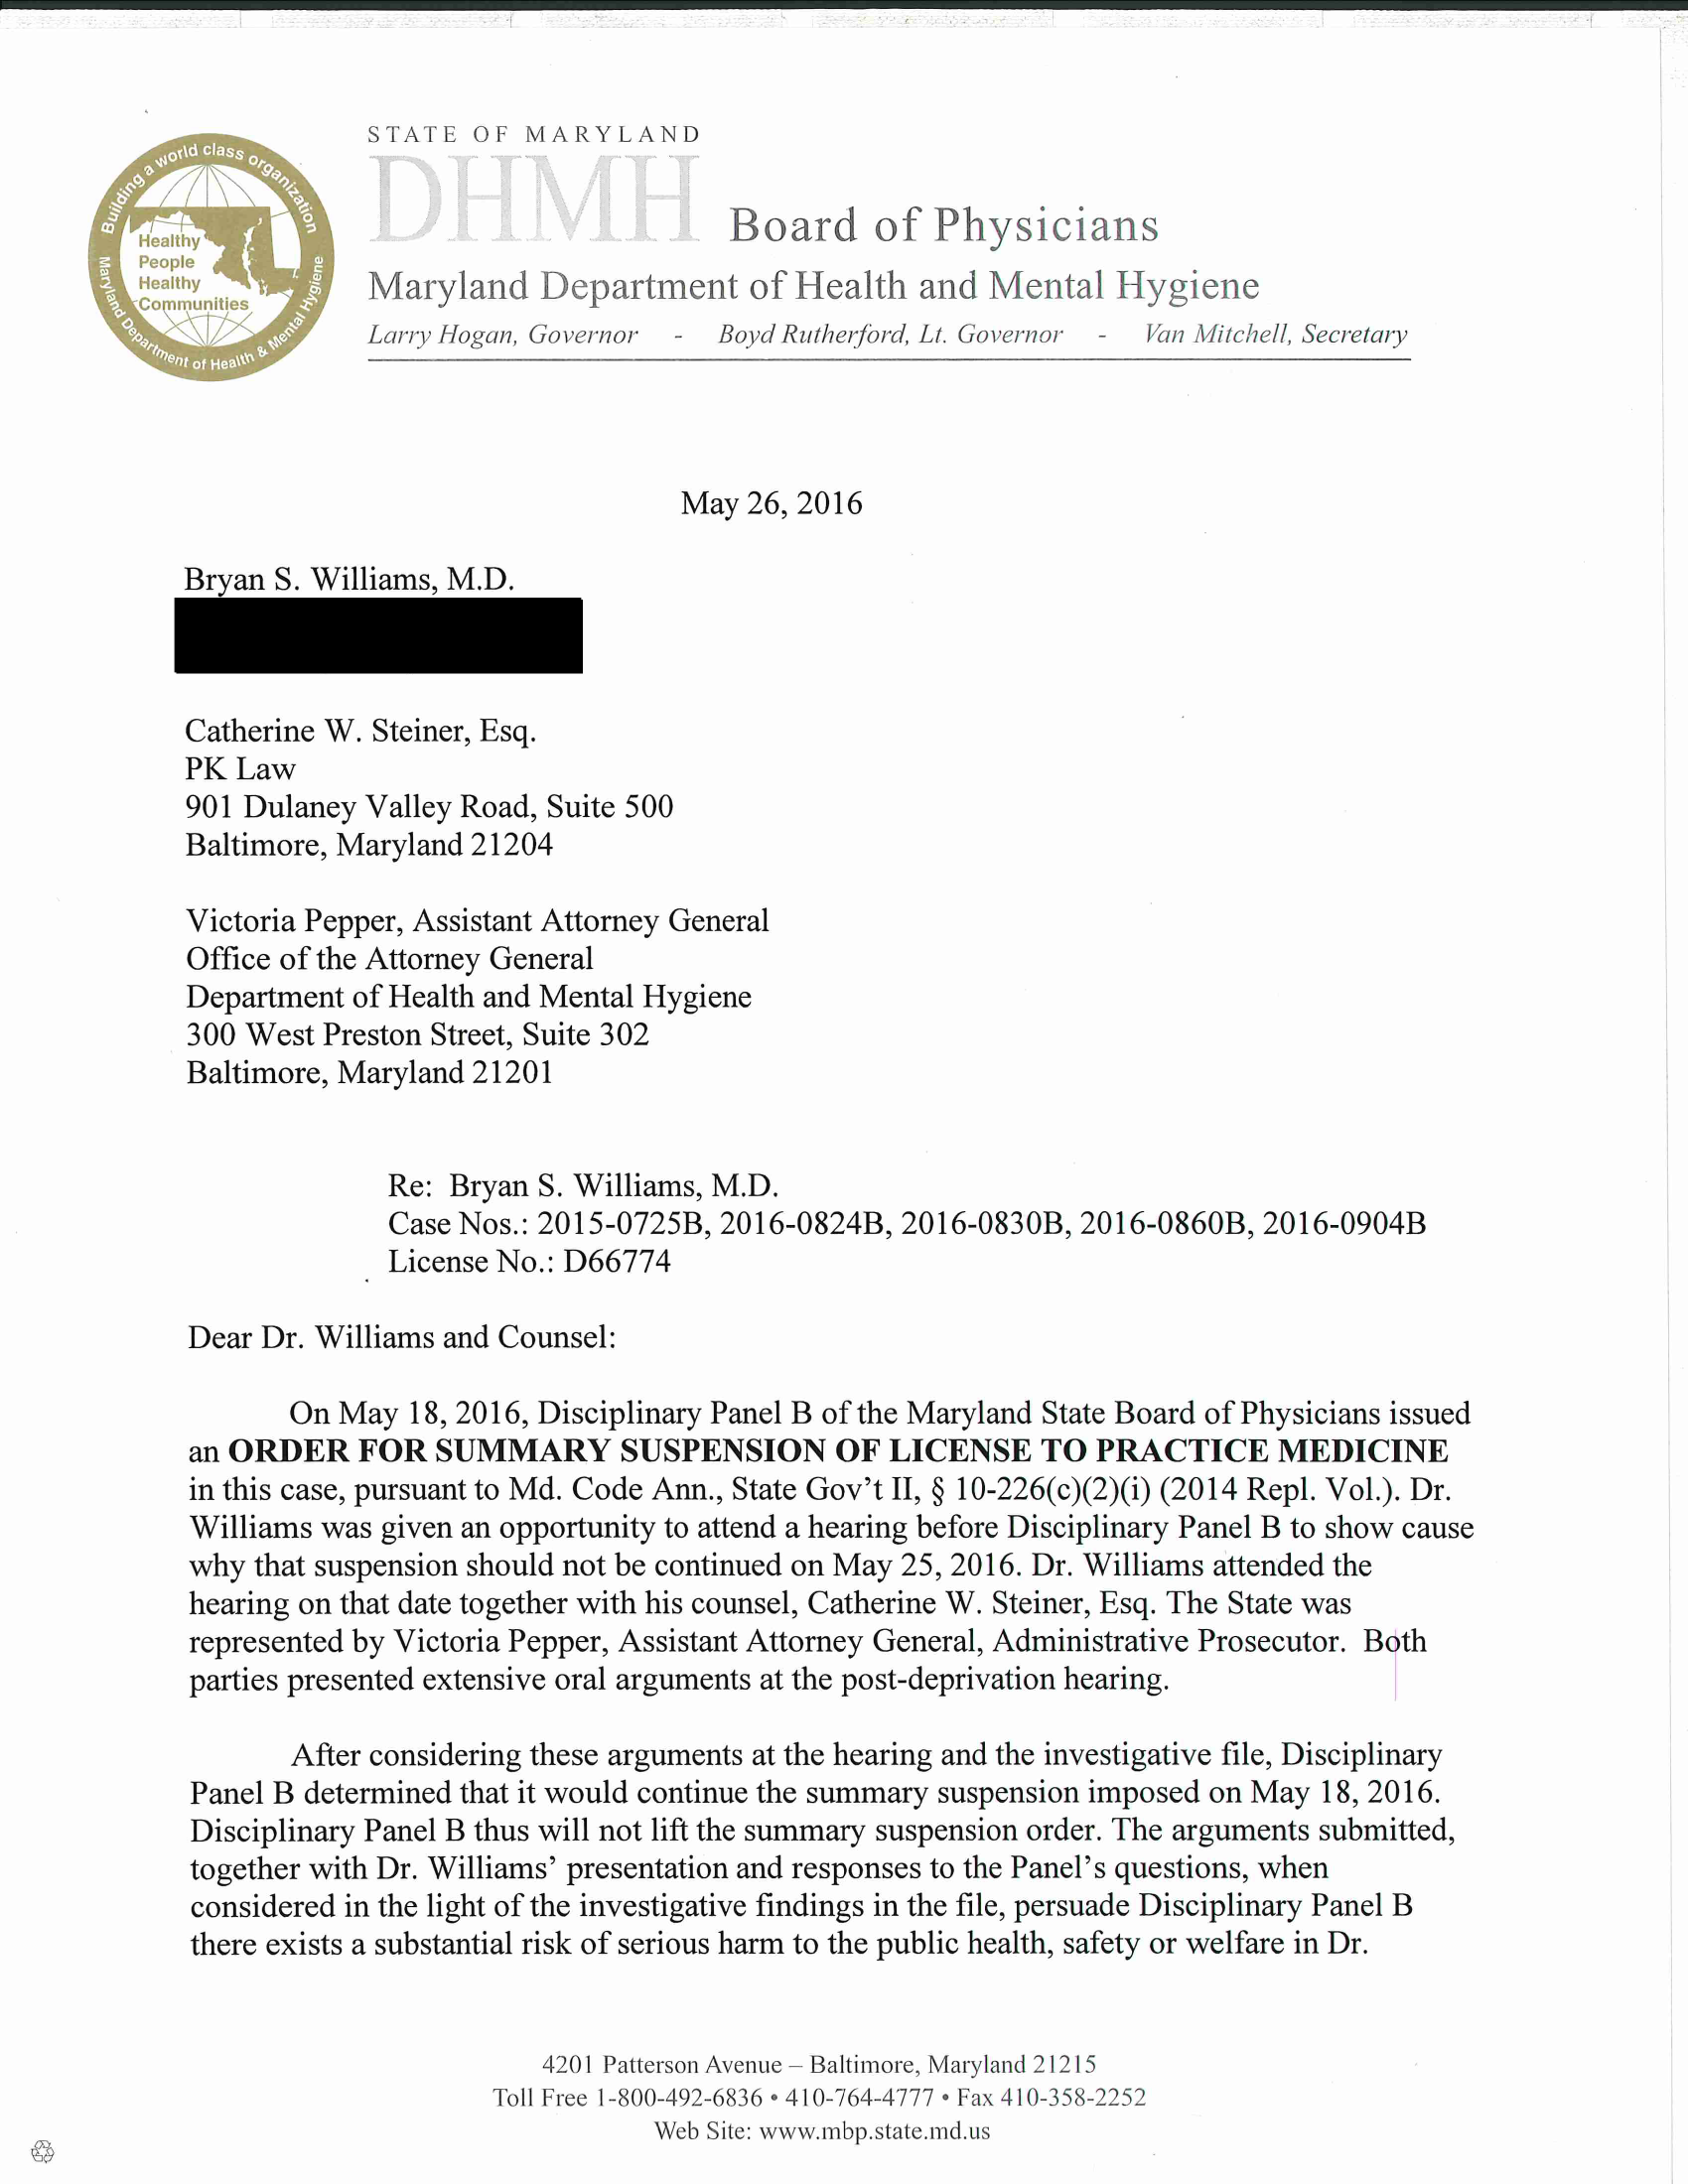 Building a world class organization
Healthy
People
Healthy
Communities
Maryland Department of Health & Mental Hygiene
STATE OF MARYLAND
DHMH Board of Physicians
Maryland Department of Health and Mental Hygiene
Larry Hogan, Governor - Boyd Rutherford, Lt. Governor - Van Mitchell, Secretary
May 26, 2016
Bryan S. Williams, M.D.
Catherine W. Steiner, Esq.
PK Law
901 Dulaney Valley Road, Suite 500
Baltimore, Maryland 21204
Victoria Pepper, Assistant Attorney General
Office of the Attorney General
Department of Health and Mental Hygiene
300 West Preston Street, Suite 302
Baltimore, Maryland 21201
Re: Bryan S. Williams, M.D.
Case Nos.: 2015-0725B, 2016-0824B, 2016-0830B, 2016-0860B, 2016-0904B
License No.: D66774
Dear Dr. Williams and Counsel:
On May 18, 2016, Disciplinary Panel B of the Maryland State Board of Physicians issued
an ORDER FOR SUMMARY SUSPENSION OF LICENSE TO PRACTICE MEDICINE
in this case, pursuant to Md. Code Ann., State Gov't II, § 10-226(c)(2)(i) (2014 Repl. Vol.). Dr.
Williams was given an opportunity to attend a hearing before Disciplinary Panel B to show cause
why that suspension should not be continued on May 25, 2016. Dr. Williams attended the
hearing on that date together with his counsel, Catherine W. Steiner, Esq. The State was
represented by Victoria Pepper, Assistant Attorney General, Administrative Prosecutor. Both
parties presented extensive oral arguments at the post-deprivation hearing.
After considering these arguments at the hearing and the investigative file, Disciplinary
Panel B determined that it would continue the summary suspension imposed on May 18, 2016.
Disciplinary Panel B thus will not lift the summary suspension order. The arguments submitted,
together with Dr. Williams' presentation and responses to the Panel's questions, when
considered in the light of the investigative findings in the file, persuade Disciplinary Panel B
there exists a substantial risk of serious harm to the public health, safety or welfare in Dr.
4201 Patterson Avenue – Baltimore, Maryland 21215
Toll Free 1-800-492-6836 • 410-764-4777 • Fax 410-358-2252
Web Site: www.mbp.state.md.us